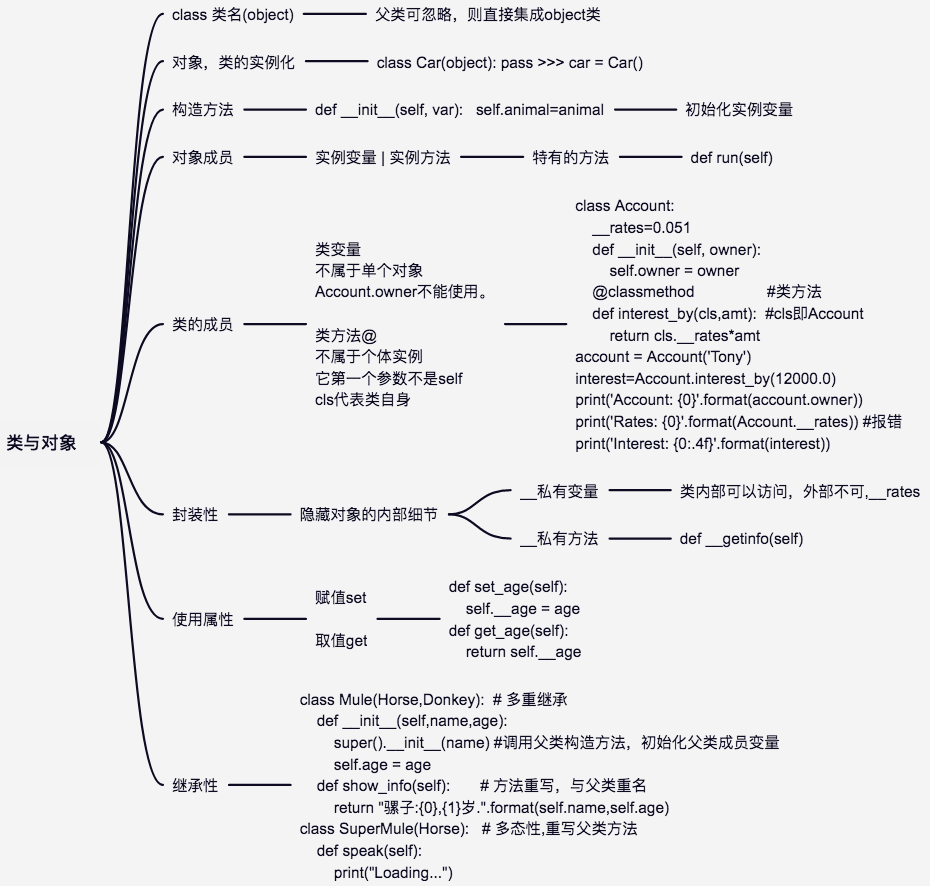 类与对象
class 类名(object)
父类可忽略，则直接集成object类
对象，类的实例化
class Car(object): pass >>> car = Car()
构造方法
def __init__(self, var):   self.animal=animal
初始化实例变量
对象成员
实例变量 | 实例方法
特有的方法
def run(self)
类的成员
类变量
不属于单个对象
Account.owner不能使用。
类方法@
不属于个体实例
它第一个参数不是self
cls代表类自身
class Account:
    __rates=0.051
    def __init__(self, owner):
        self.owner = owner
    @classmethod                 #类方法
    def interest_by(cls,amt):  #cls即Account
        return cls.__rates*amt
account = Account('Tony')
interest=Account.interest_by(12000.0)
print('Account: {0}'.format(account.owner))
print('Rates: {0}'.format(Account.__rates)) #报错
print('Interest: {0:.4f}'.format(interest))
封装性
隐藏对象的内部细节
__私有变量
类内部可以访问，外部不可,__rates
__私有方法
def __getinfo(self)
使用属性
赋值set
取值get
def set_age(self):
    self.__age = age
def get_age(self):
    return self.__age
继承性
class Mule(Horse,Donkey):  # 多重继承
    def __init__(self,name,age):
        super().__init__(name) #调用父类构造方法，初始化父类成员变量
        self.age = age
    def show_info(self):       # 方法重写，与父类重名
        return "骡子:{0},{1}岁.".format(self.name,self.age)
class SuperMule(Horse):   # 多态性,重写父类方法
    def speak(self):
        print("Loading...")